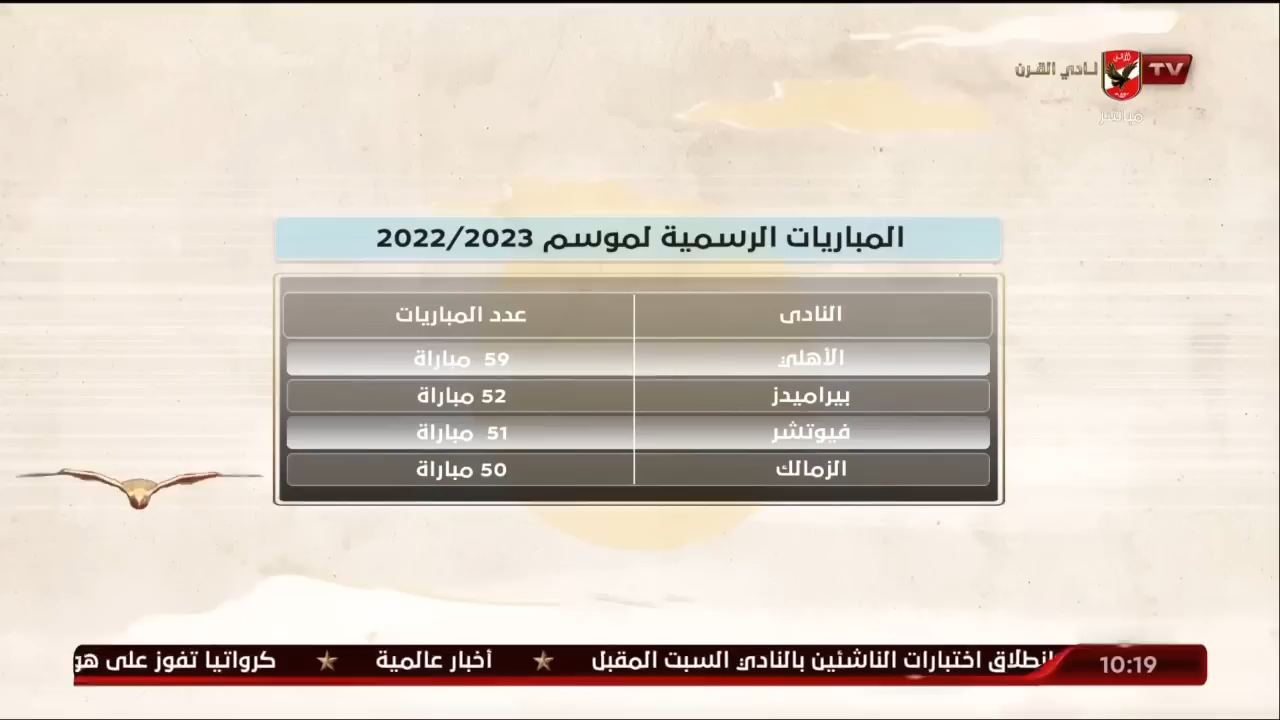 نادي القرن TV
مباشر
المباريات الرسمية لموسم 2022/2023
النادى عدد المباريات
الأهلي 59 مباراة
بيراميدز 52 مباراة
فيوتشر 51 مباراة
الزمالك 50 مباراة
10:19 انطلاق اختبارات الناشئين بالنادي السبت المقبل أخبار عالمية كرواتيا تفوز على هو